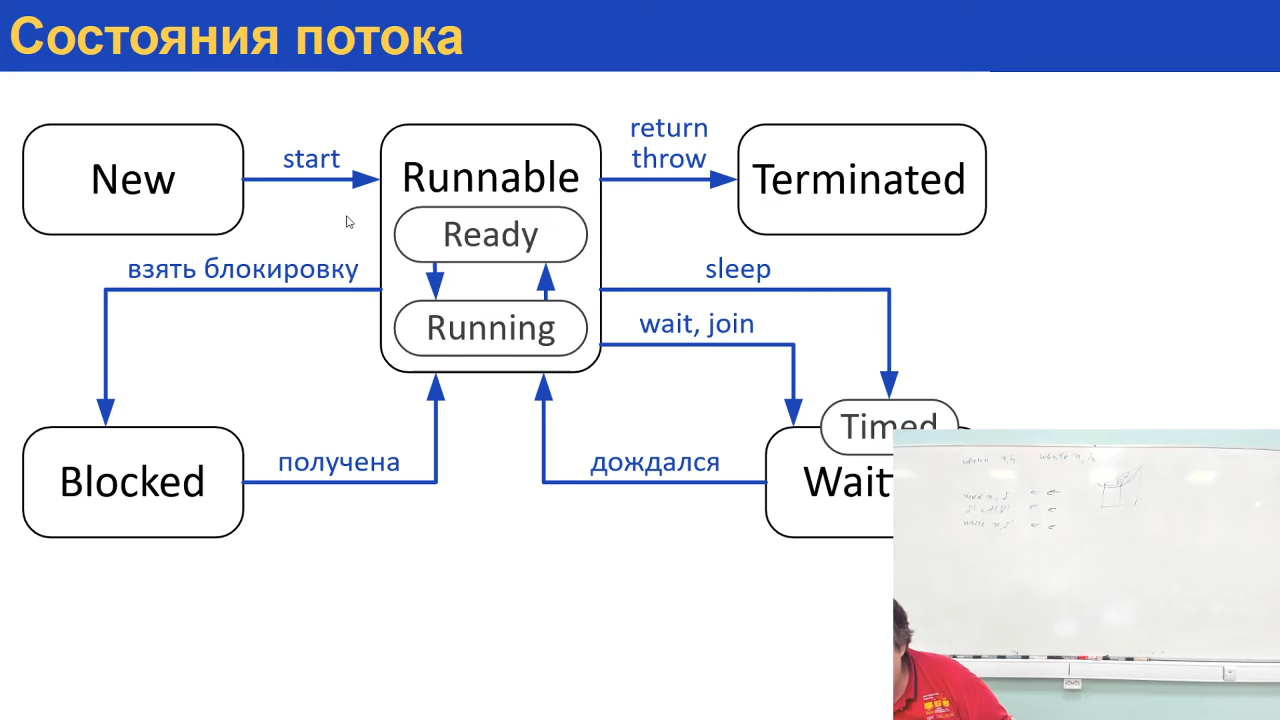 Состояния потока
New
start
Runnable
return
throw
Terminated
Ready
взять блокировку
sleep
Running
wait, join
Timed
Blocked
получена
дождался
Wait